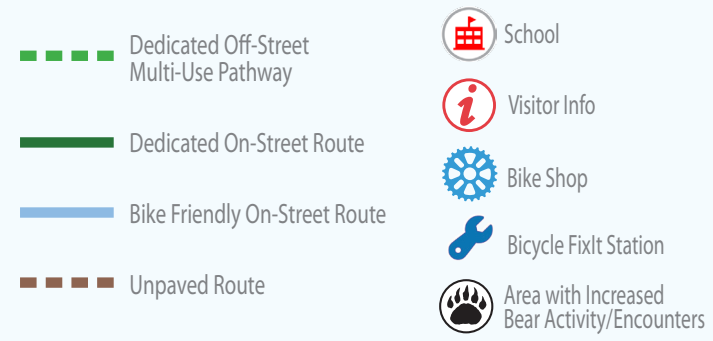 Dedicated Off-Street
Multi-Use Pathway
Dedicated On-Street Route
Bike Friendly On-Street Route
Unpaved Route
School
Visitor Info
Bike Shop
Bicycle FixIt Station
Area with Increased
Bear Activity/Encounters